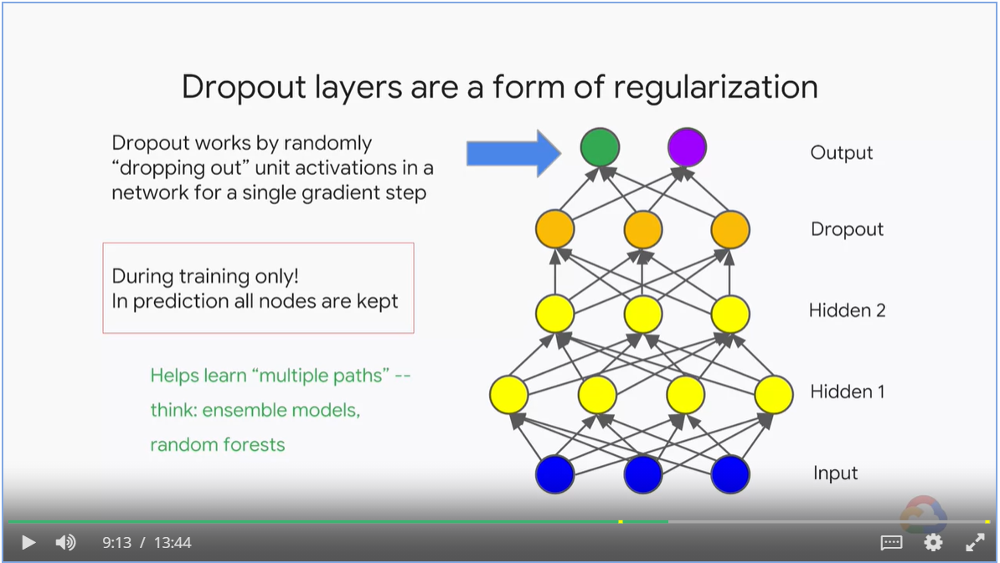 Dropout layers are a form of regularization
Dropout works by randomly
“dropping out” unit activations in a
network for a single gradient step
During training only!
In prediction all nodes are kept
Helps learn “multiple paths” --
think: ensemble models,
random forests
Output
Dropout
Hidden 2
Hidden 1
Input
9:13 / 13:44